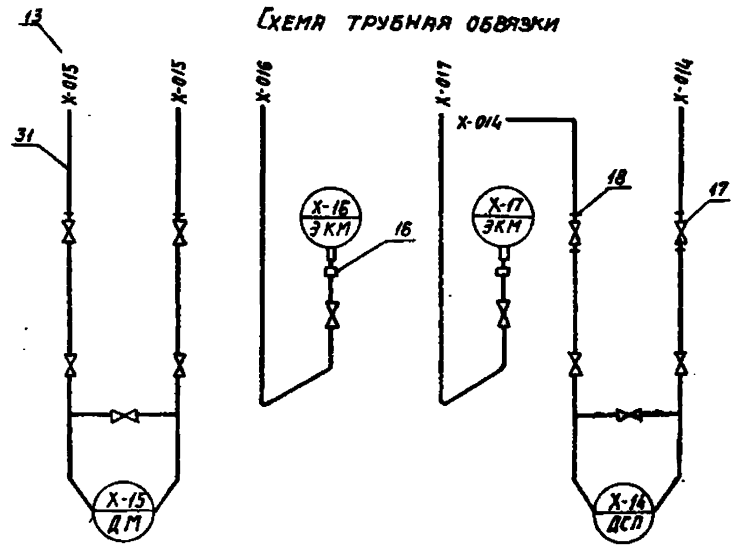 Схема трубная обвязки
13
X-015
X-015
X-016
X-017
X-014
X-014
31
18
17
X-16
ЭКМ
16
X-17
ЭКМ
X-15
ДМ
X-14
ДСП